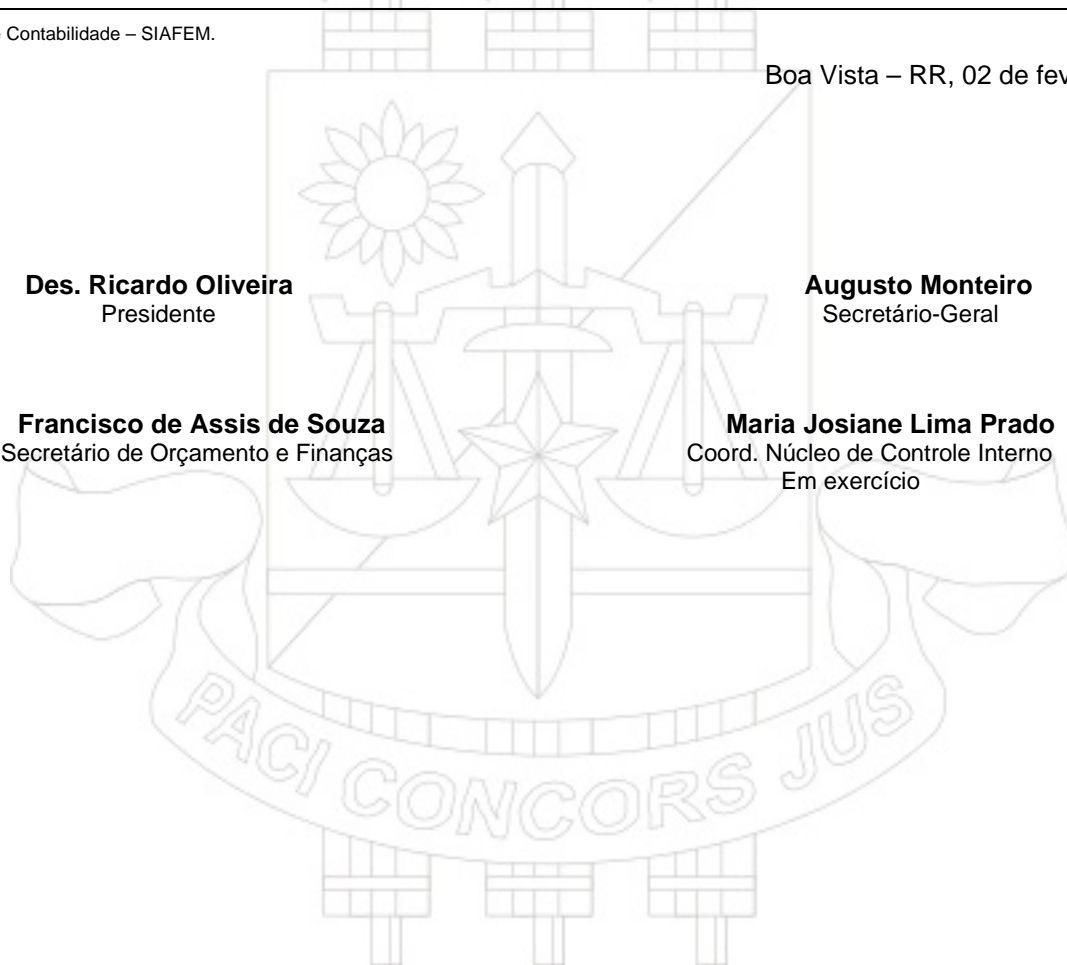 Contabilidade – SIAFEM.
Boa Vista – RR, 02 de
Des. Ricardo Oliveira
Presidente
Augusto Monteiro
Secretário-Geral
Francisco de Assis de Souza
Secretário de Orçamento e Finanças
Maria Josiane Lima Prado
Coord. Núcleo de Controle Interno
Em exercício
PACI CONCORS JUS